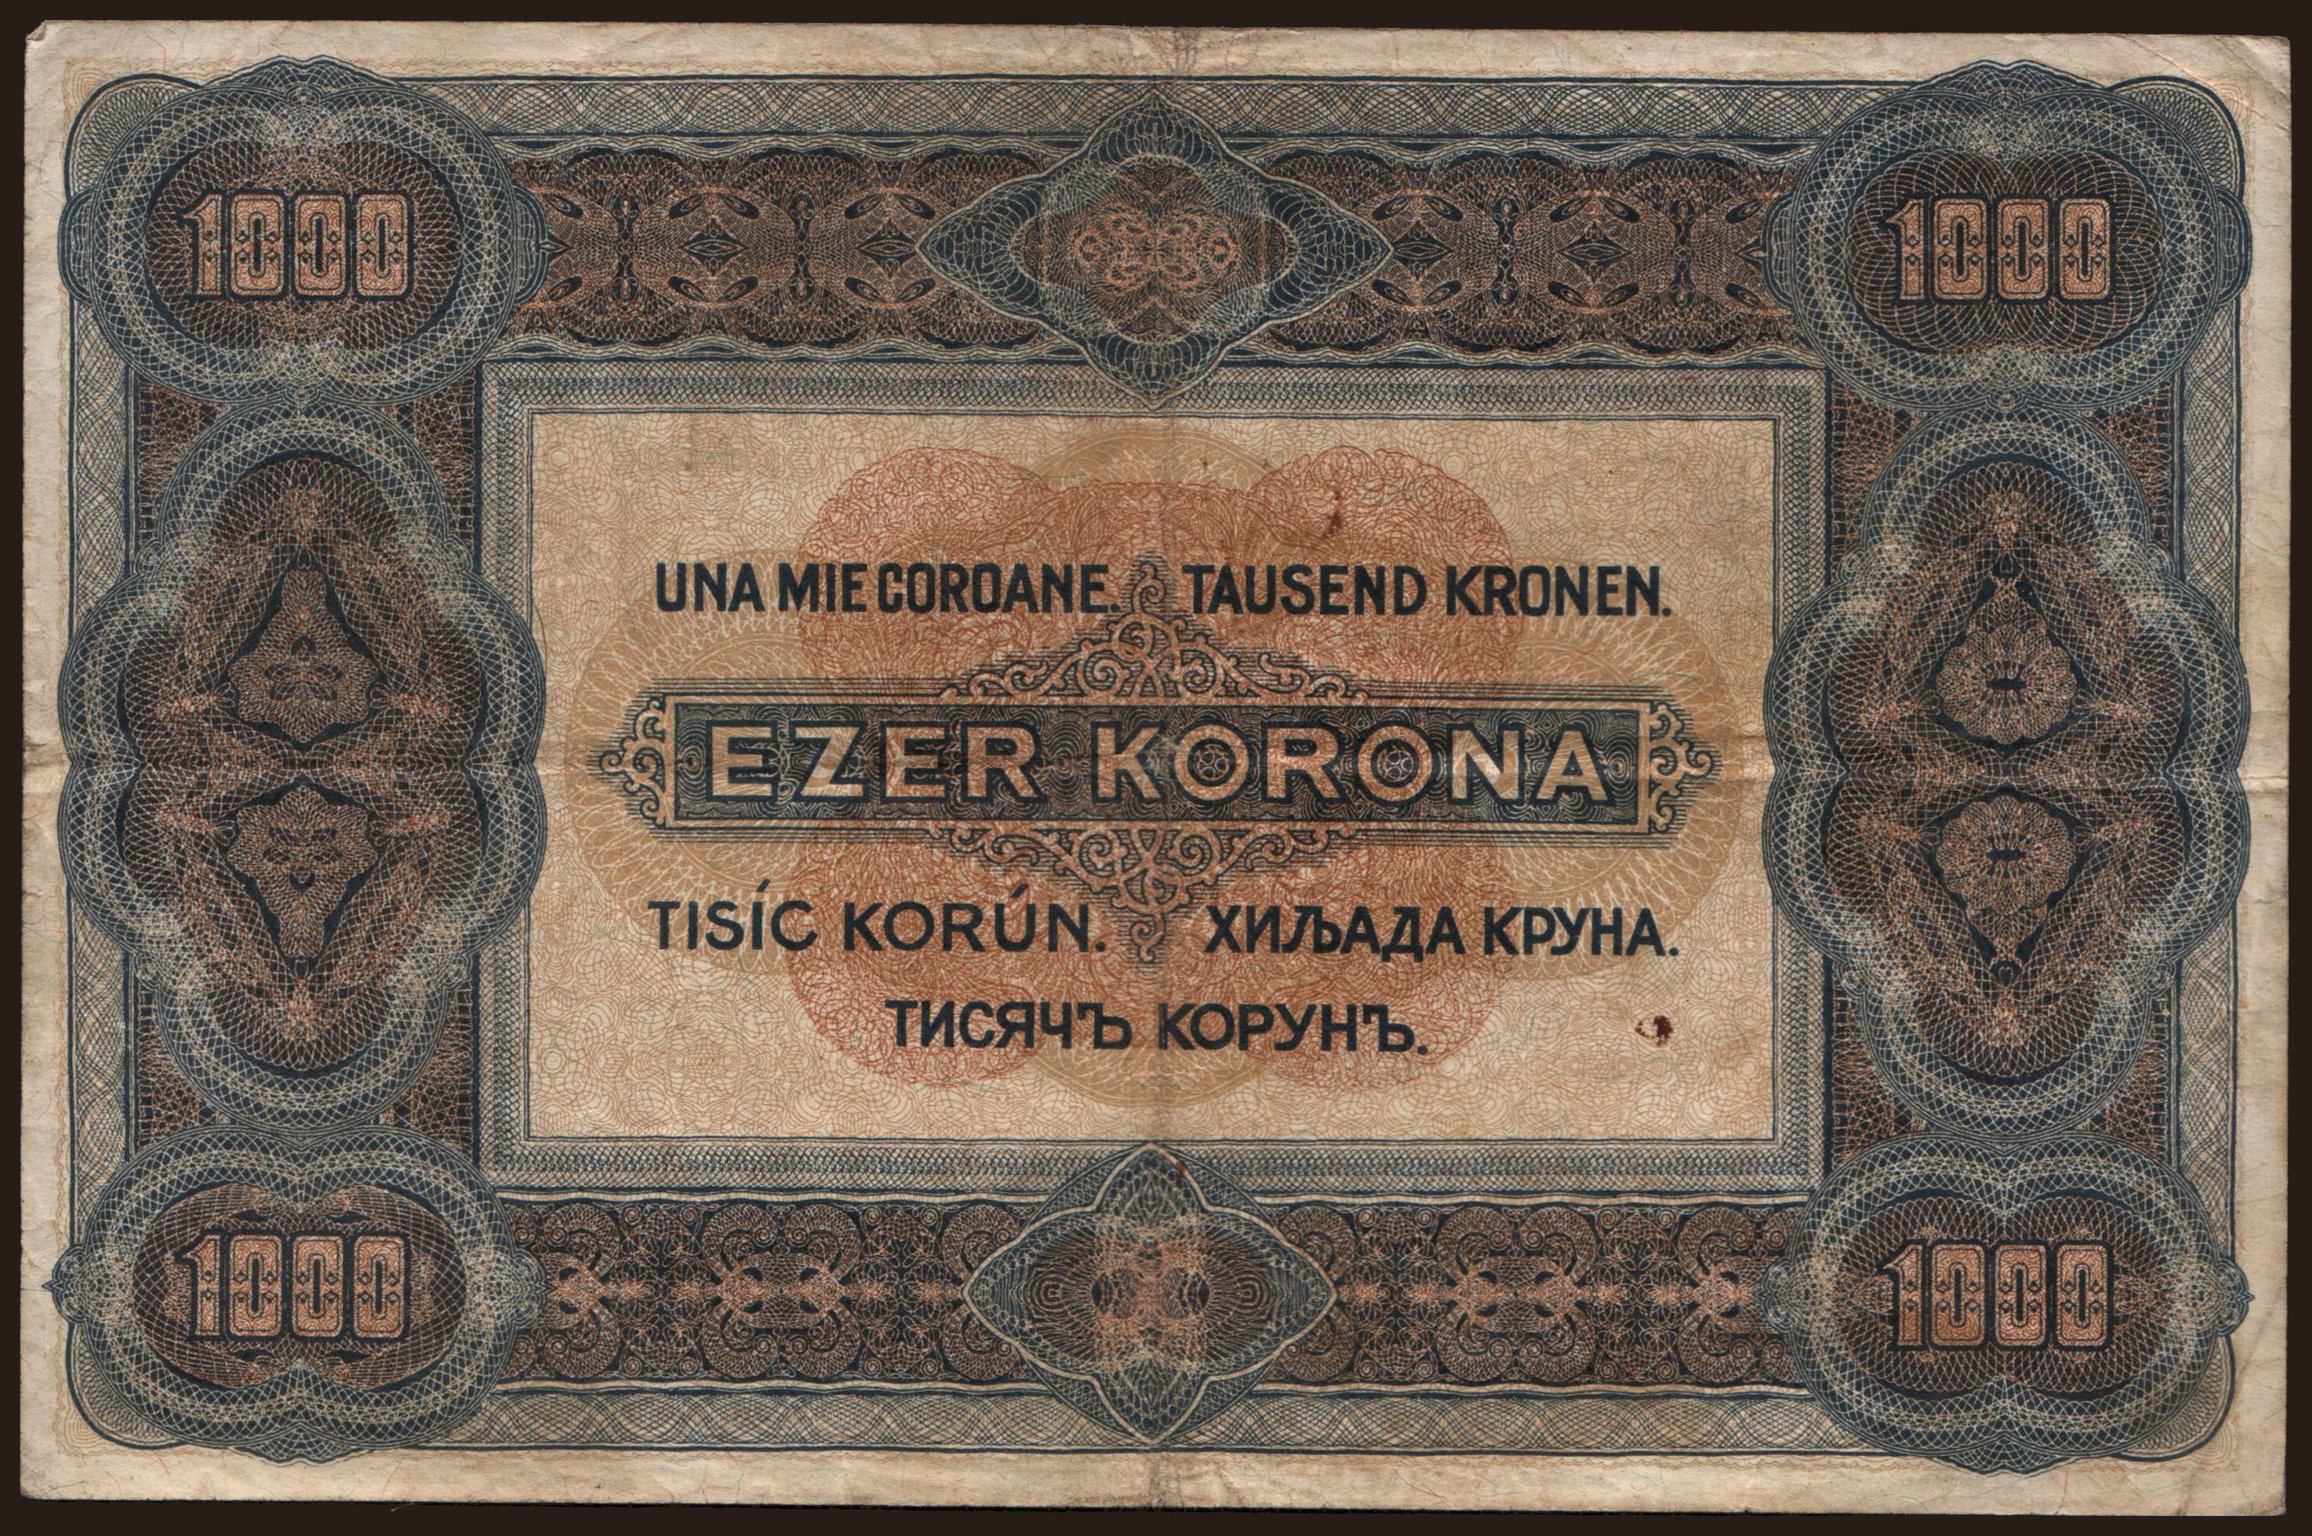 1000 1000
UNA MIE COROANE. TAUSEND KRONEN.
EZER KORONA
TISÍC KORÚN. ХИЉАДА КРУНА.
ТИСЯЧЪ КОРУНЪ.
1000 1000